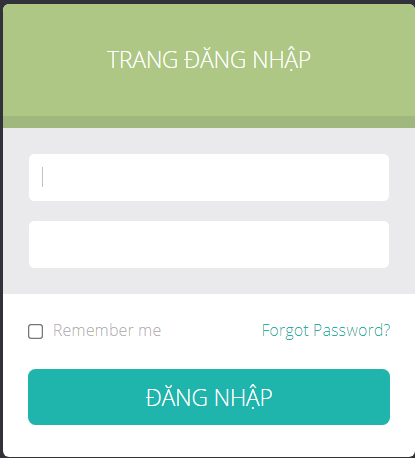 TRANG ĐĂNG NHẬP
Remember me
Forgot Password?
ĐĂNG NHẬP